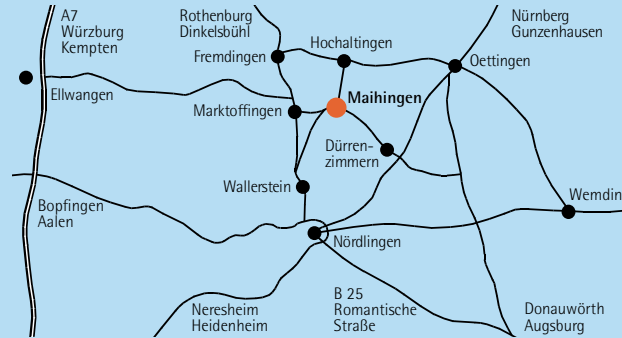 A7
Würzburg
Kempten
Rothenburg
Dinkelsbühl
Nürnberg
Gunzenhausen
Fremdingen
Hochaltingen
Oettingen
Ellwangen
Marktoffingen
Maihingen
Dürren-
zimmern
Wallerstein
Wemdin
Bopfingen
Aalen
Nördlingen
Neresheim
Heidenheim
B 25
Romantische
Straße
Donauwörth
Augsburg